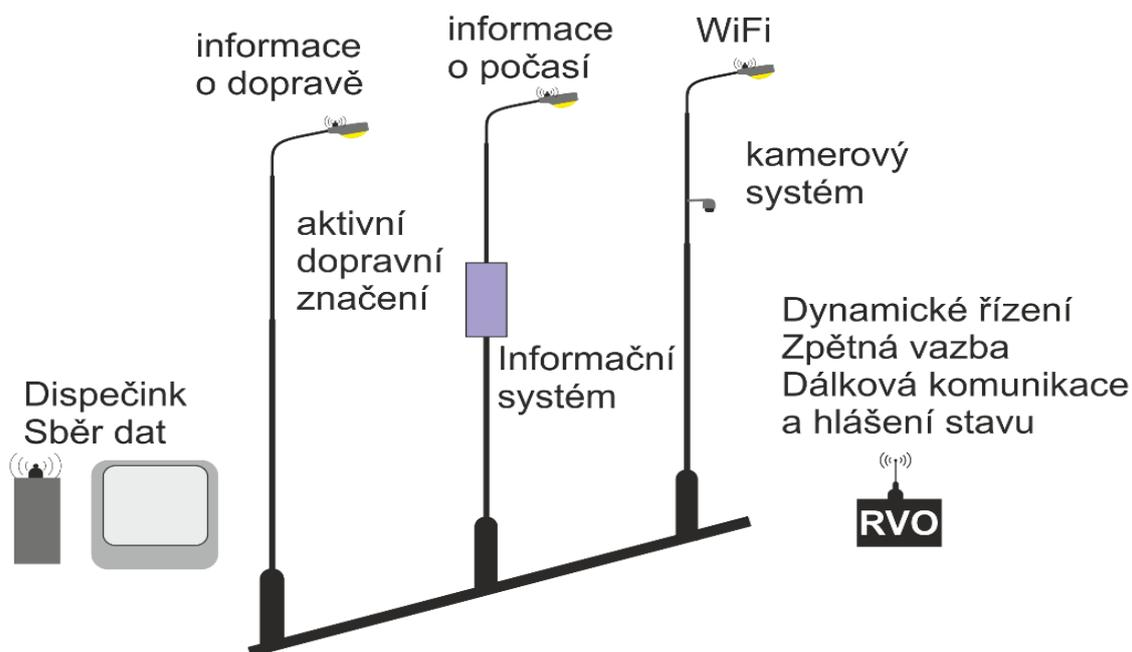 informace
o dopravě
informace
o počasí
WiFi
kamerový
systém
aktivní
dopravní
značení
Informační
systém
Dynamické řízení
Zpětná vazba
Dálková komunikace
a hlášení stavu
Dispečink
Sběr dat
RVO